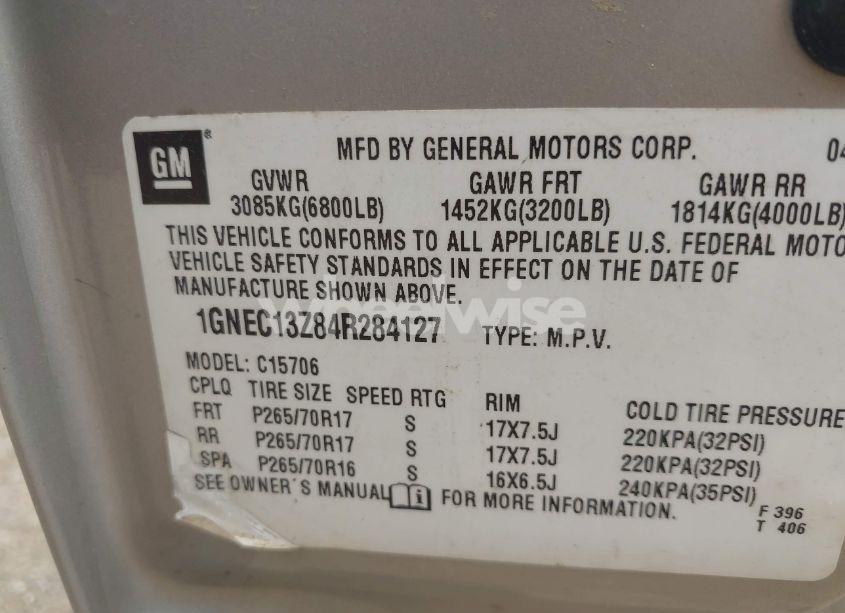 GM ® MFD BY GENERAL MOTORS CORP. 04
GVWR GAWR FRT GAWR RR
3085KG(6800LB) 1452KG(3200LB) 1814KG(4000LB)
THIS VEHICLE CONFORMS TO ALL APPLICABLE U.S. FEDERAL MOTO
VEHICLE SAFETY STANDARDS IN EFFECT ON THE DATE OF
MANUFACTURE SHOWN ABOVE.
Wheelwise
1GNEC13Z84R284127 TYPE: M.P.V.
MODEL: C15706
CPLQ TIRE SIZE SPEED RTG RIM COLD TIRE PRESSURE
FRT P265/70R17 S 17X7.5J 220KPA(32PSI)
RR P265/70R17 S 17X7.5J 220KPA(32PSI)
SPA P265/70R16 S 16X6.5J 240KPA(35PSI)
SEE OWNER'S MANUAL i FOR MORE INFORMATION.
F 396
T 406